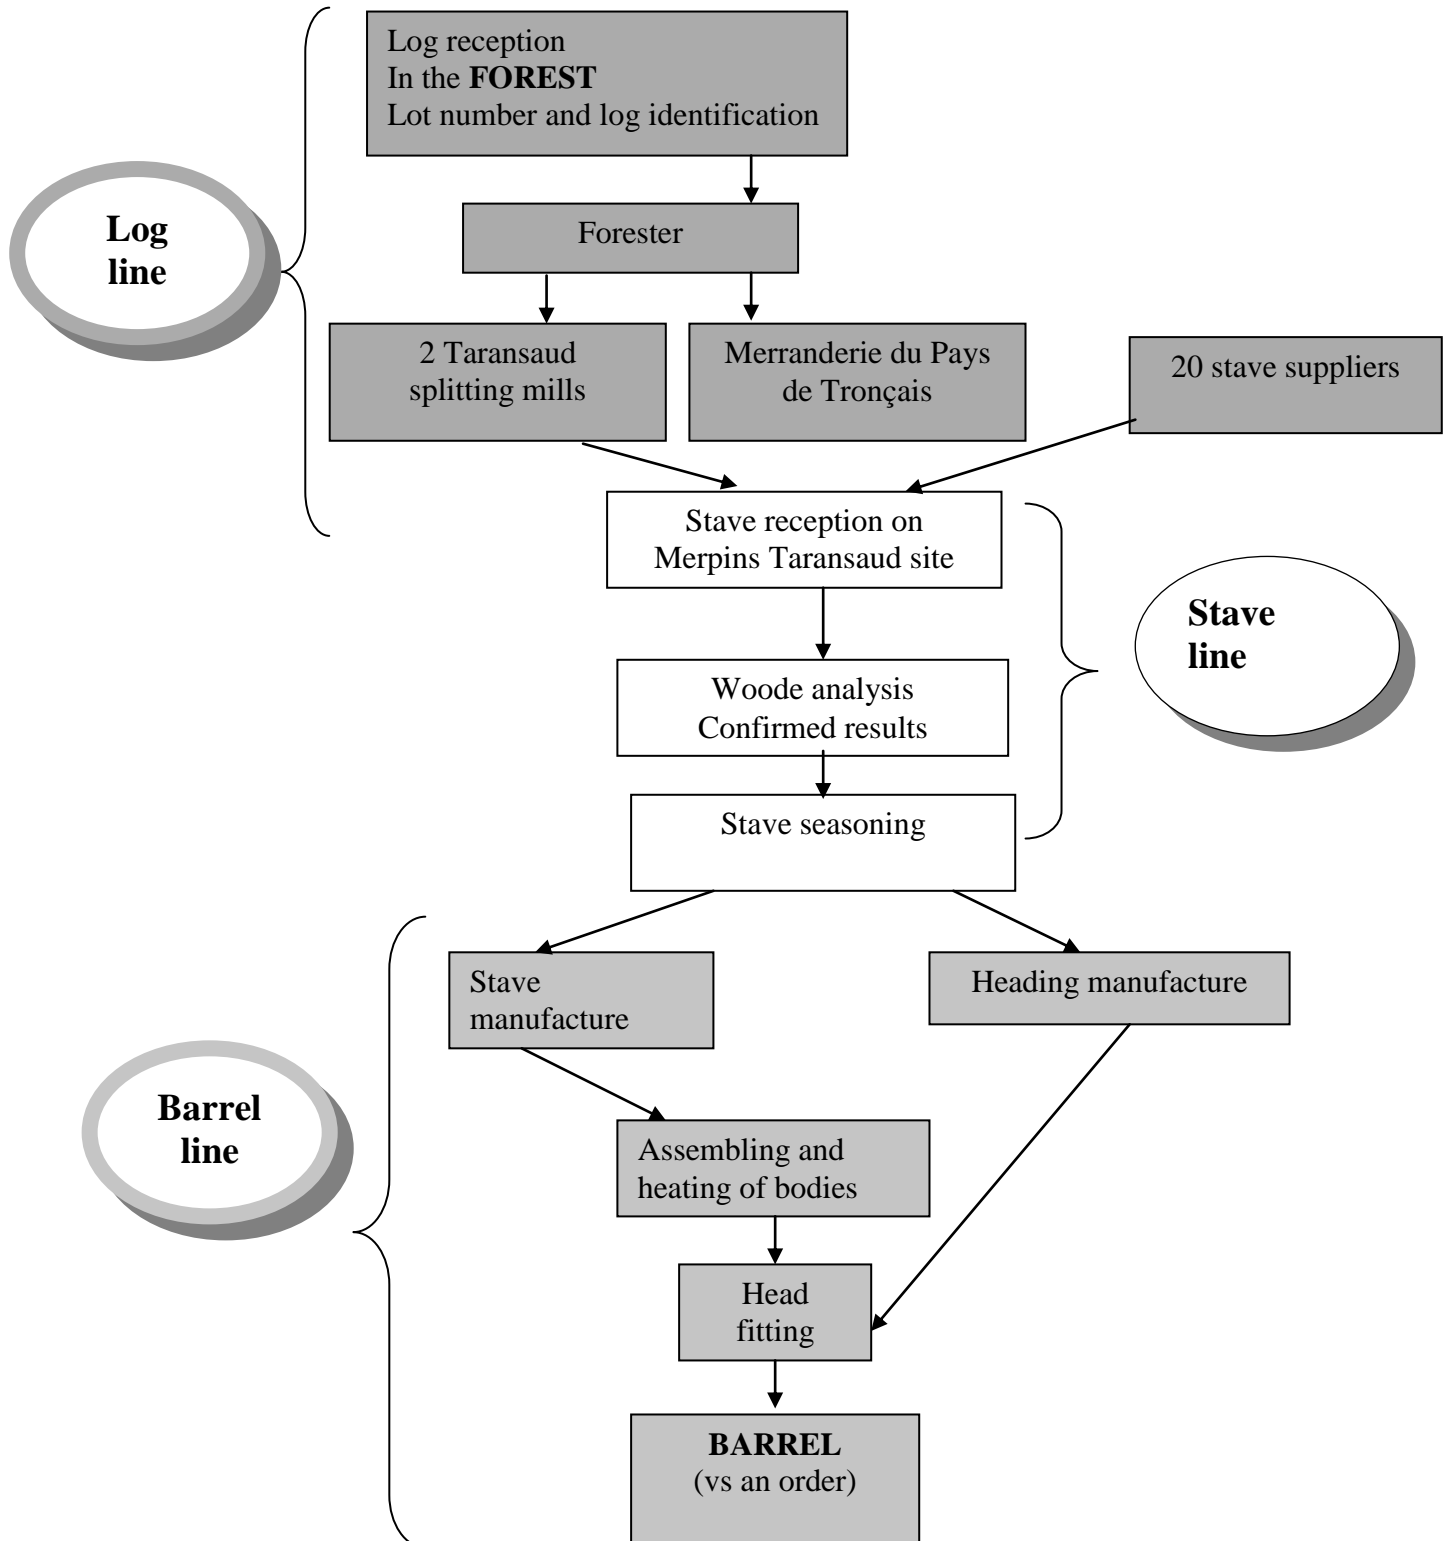 Log reception
In the FOREST
Lot number and log identification
Log
line
Forester
2 Taransaud
splitting mills
Merranderie du Pays
de Tronçais
20 stave suppliers
Stave reception on
Merpins Taransaud site
Stave
line
Woode analysis
Confirmed results
Stave seasoning
Stave
manufacture
Heading manufacture
Barrel
line
Assembling and
heating of bodies
Head
fitting
BARREL
(vs an order)